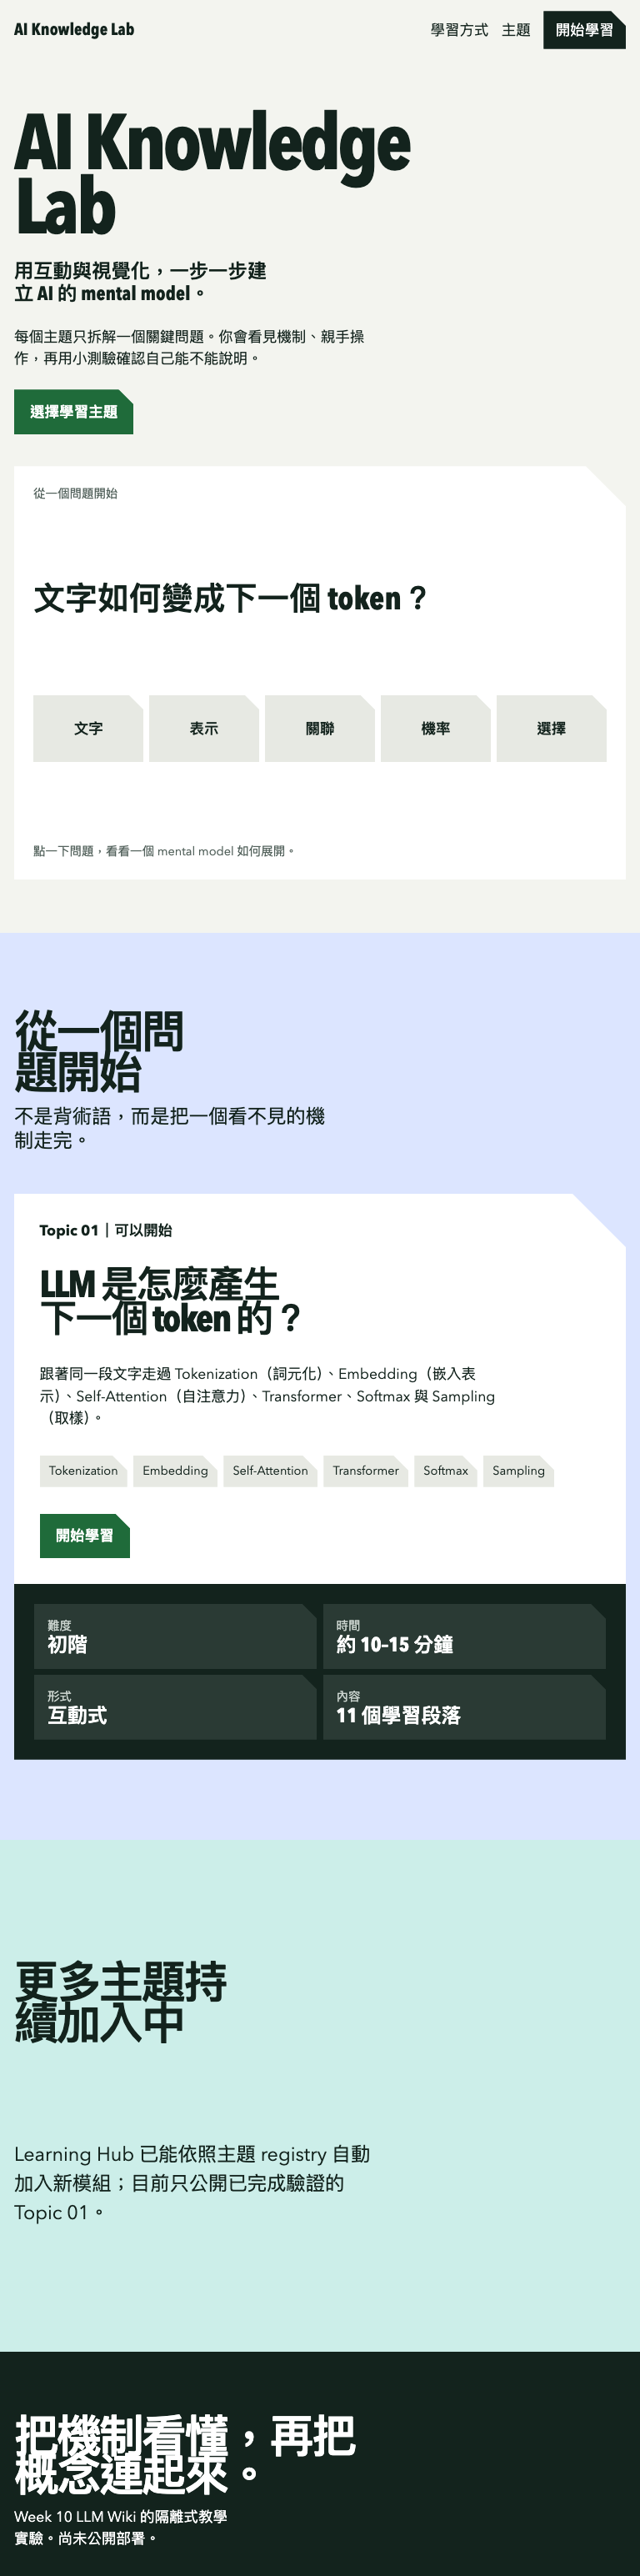 AI Knowledge Lab
學習方式 主題 開始學習
AI Knowledge
Lab
用互動與視覺化，一步一步建
立 AI 的 mental model。
每個主題只拆解一個關鍵問題。你會看見機制、親手操
作，再用小測驗確認自己能不能說明。
選擇學習主題
從一個問題開始
文字如何變成下一個 token？
文字 表示 關聯 機率 選擇
點一下問題，看看一個 mental model 如何展開。
從一個問
題開始
不是背術語，而是把一個看不見的機
制走完。
Topic 01｜可以開始
LLM 是怎麼產生
下一個 token 的？
跟著同一段文字走過 Tokenization（詞元化）、Embedding（嵌入表
示）、Self-Attention（自注意力）、Transformer、Softmax 與 Sampling
（取樣）。
Tokenization Embedding Self-Attention Transformer Softmax Sampling
開始學習
難度
初階
時間
約 10–15 分鐘
形式
互動式
內容
11 個學習段落
更多主題持
續加入中
Learning Hub 已能依照主題 registry 自動
加入新模組；目前只公開已完成驗證的
Topic 01。
把機制看懂，再把
概念連起來。
Week 10 LLM Wiki 的隔離式教學
實驗。尚未公開部署。